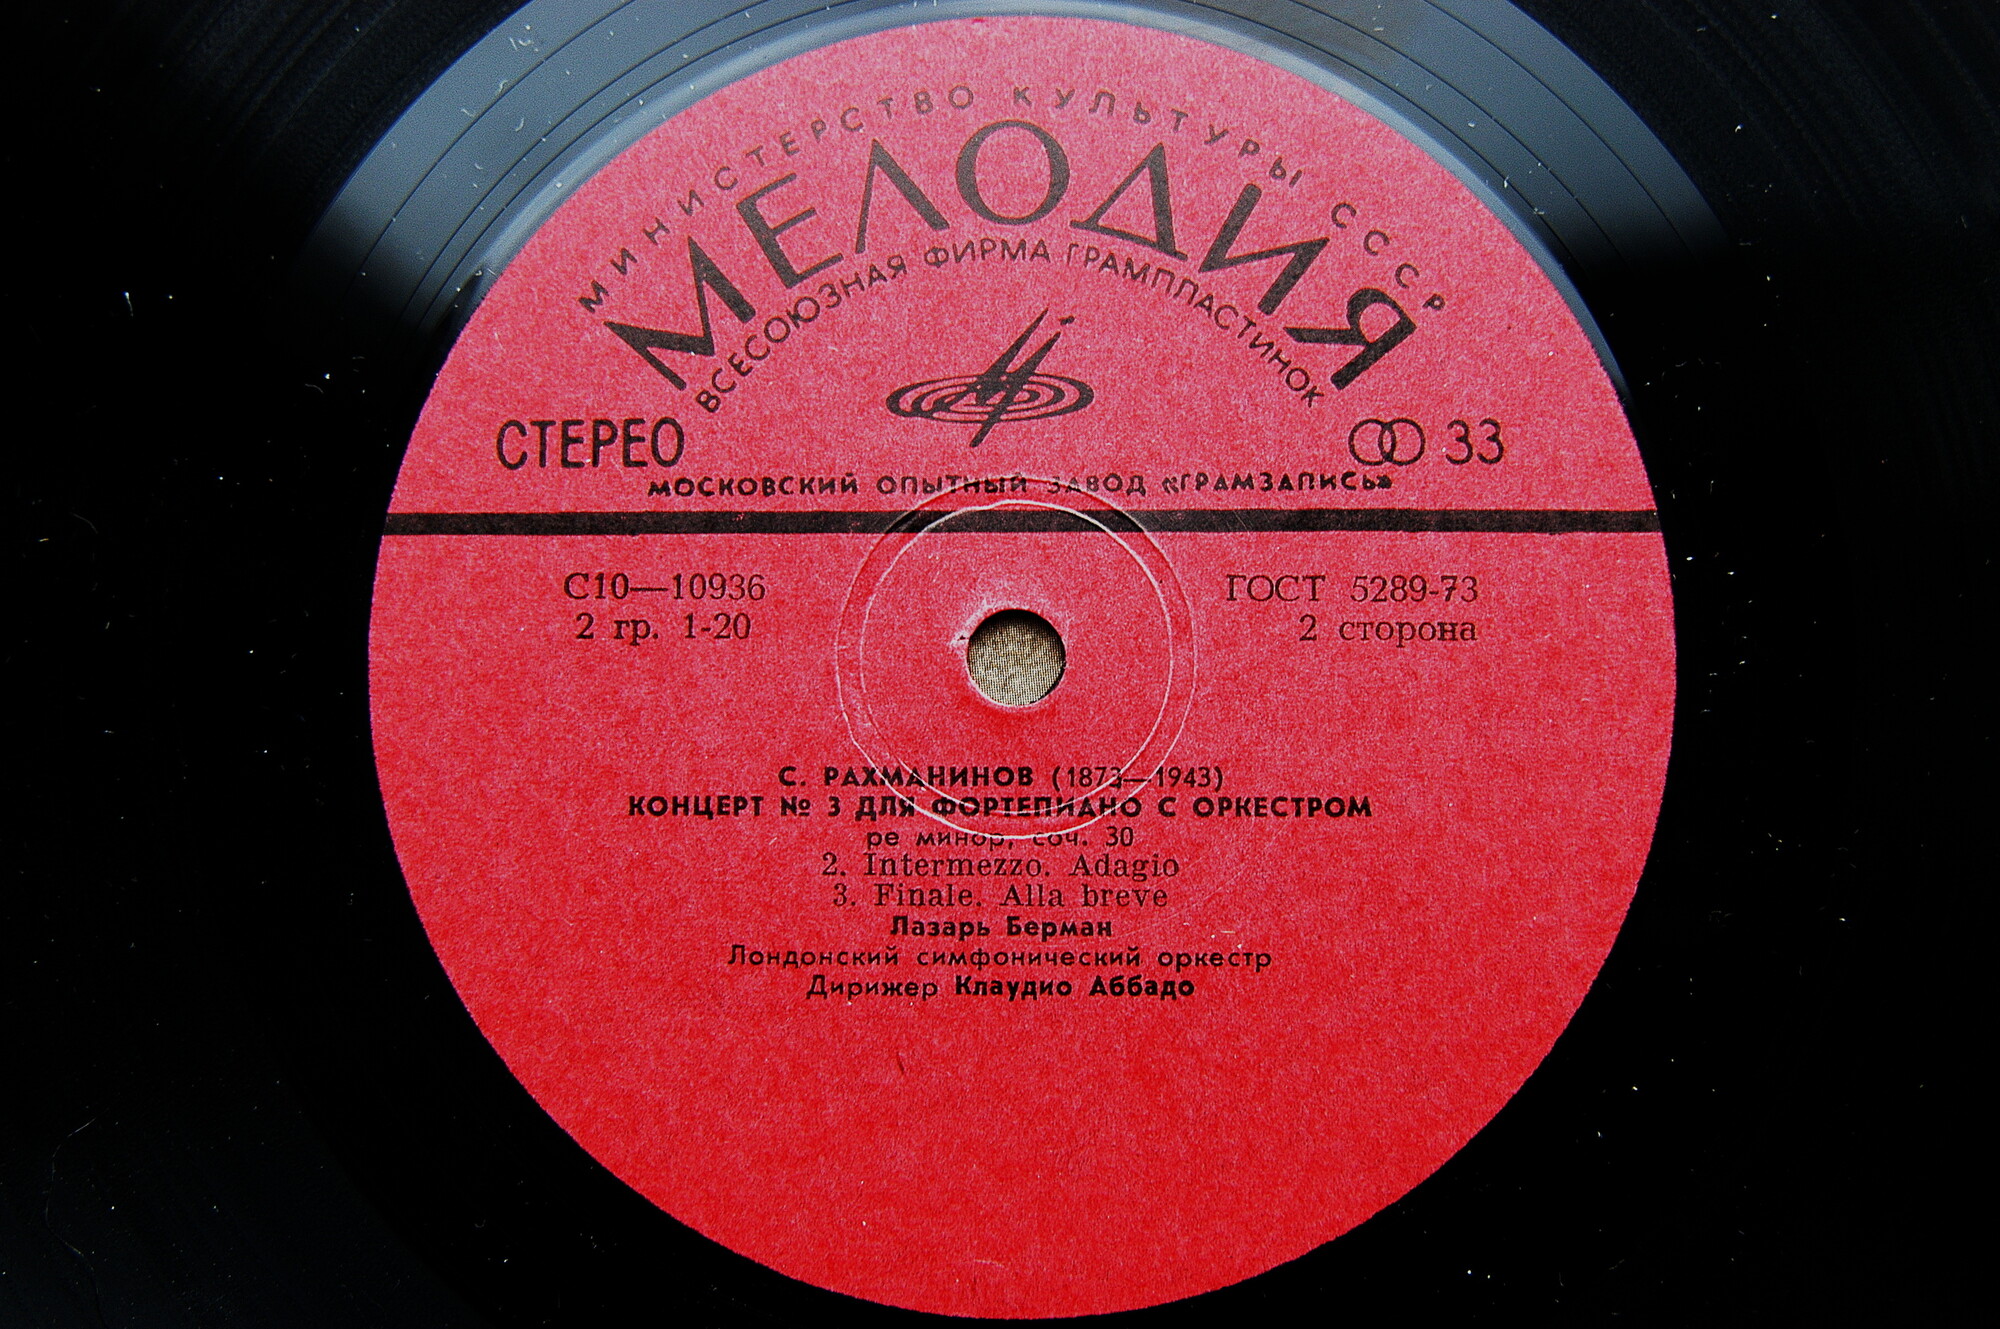 МИНИСТЕРСТВО КУЛЬТУРЫ СССР
МЕЛОДИЯ
ВСЕСОЮЗНАЯ ФИРМА ГРАМПЛАСТИНОК
СТЕРЕО
33
МОСКОВСКИЙ ОПЫТНЫЙ ЗАВОД «ГРАМЗАПИСЬ»
С10—10936
ГОСТ 5289-73
2 гр. 1-20
2 сторона
С. РАХМАНИНОВ (1873—1943)
КОНЦЕРТ № 3 ДЛЯ ФОРТЕПИАНО С ОРКЕСТРОМ
ре минор, соч. 30
2. Intermezzo. Adagio
3. Finale. Alla breve
Лазарь Берман
Лондонский симфонический оркестр
Дирижер Клаудио Аббадо